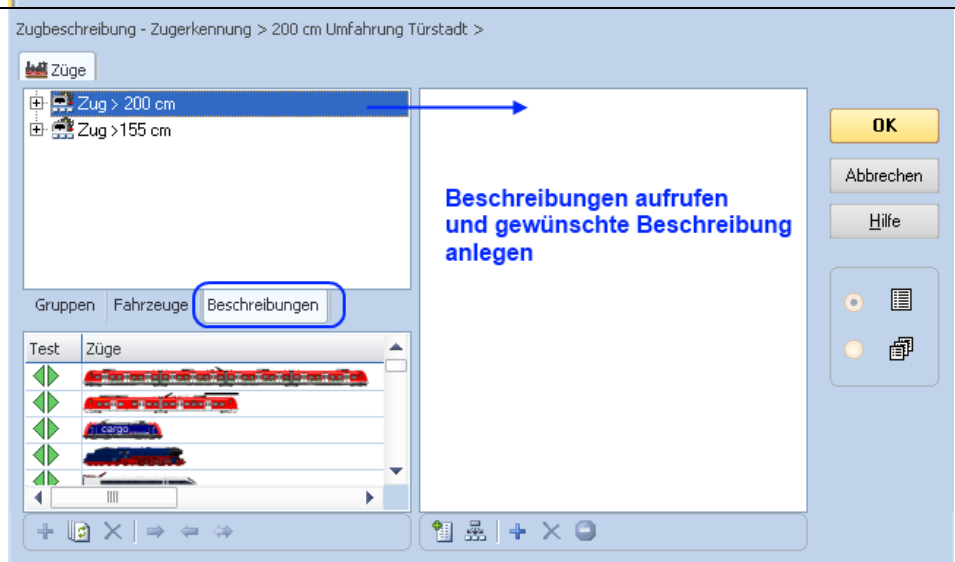 Zugbeschreibung - Zugerkennung > 200 cm Umfahrung Türstadt >
Züge
Zug > 200 cm
Zug >155 cm
OK
Abbrechen
Hilfe
Beschreibungen aufrufen
und gewünschte Beschreibung
anlegen
Gruppen Fahrzeuge Beschreibungen
Test Züge
cargo